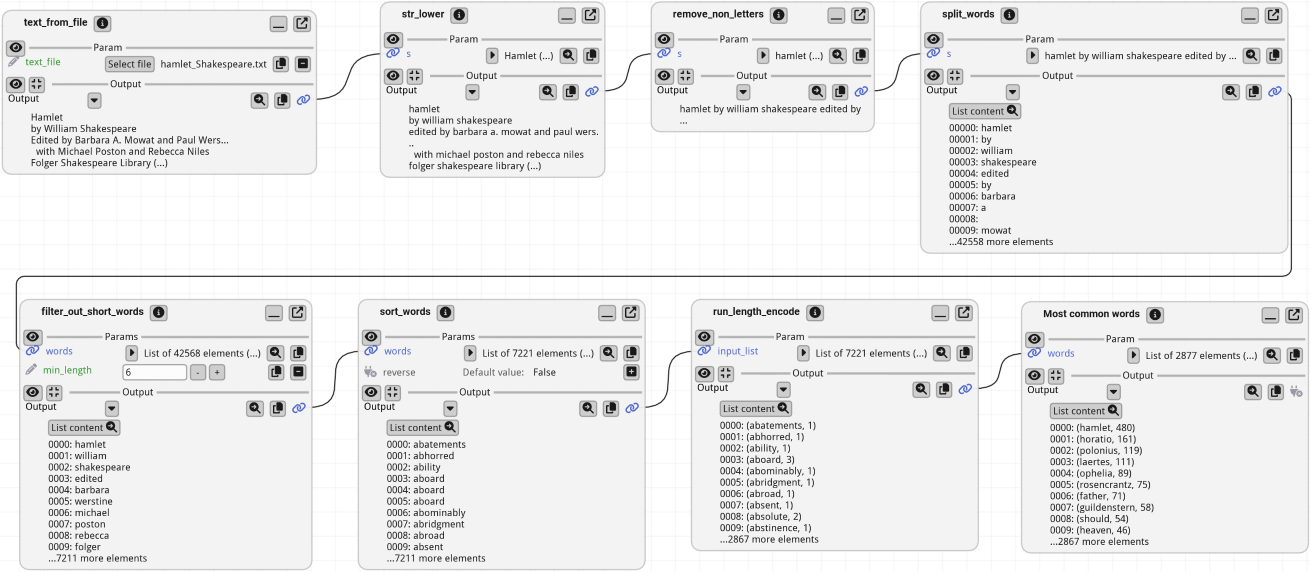 text_from_file
Param
text_file
Select file
hamlet_Shakespeare.txt
Output
Output
Hamlet
by William Shakespeare
Edited by Barbara A. Mowat and Paul Wers...
with Michael Poston and Rebecca Niles
Folger Shakespeare Library (...)
str_lower
Param
s
Hamlet (...)
Output
Output
hamlet
by william shakespeare
edited by barbara a. mowat and paul wers.
..
with michael poston and rebecca niles
folger shakespeare library (...)
remove_non_letters
Param
s
hamlet (...)
Output
Output
hamlet by william shakespeare edited by
...
split_words
Param
s
hamlet by william shakespeare edited by ...
Output
Output
List content
00000: hamlet
00001: by
00002: william
00003: shakespeare
00004: edited
00005: by
00006: barbara
00007: a
00008:
00009: mowat
...42558 more elements
filter_out_short_words
Params
words
List of 42568 elements (...)
min_length
6
-
+
Output
Output
List content
0000: hamlet
0001: william
0002: shakespeare
0003: edited
0004: barbara
0005: werstine
0006: michael
0007: poston
0008: rebecca
0009: folger
...7211 more elements
sort_words
Params
words
List of 7221 elements (...)
reverse
Default value: False
Output
Output
List content
0000: abatements
0001: abhorred
0002: ability
0003: aboard
0004: aboard
0005: aboard
0006: abominably
0007: abridgment
0008: abroad
0009: absent
...7211 more elements
run_length_encode
Param
input_list
List of 7221 elements (...)
Output
Output
List content
0000: (abatements, 1)
0001: (abhorred, 1)
0002: (ability, 1)
0003: (aboard, 3)
0004: (abominably, 1)
0005: (abridgment, 1)
0006: (abroad, 1)
0007: (absent, 1)
0008: (absolute, 2)
0009: (abstinence, 1)
...2867 more elements
Most common words
Param
words
List of 2877 elements (...)
Output
Output
List content
0000: (hamlet, 480)
0001: (horatio, 161)
0002: (polonius, 119)
0003: (laertes, 111)
0004: (ophelia, 89)
0005: (rosencrantz, 75)
0006: (father, 71)
0007: (guildenstern, 58)
0008: (should, 54)
0009: (heaven, 46)
...2867 more elements